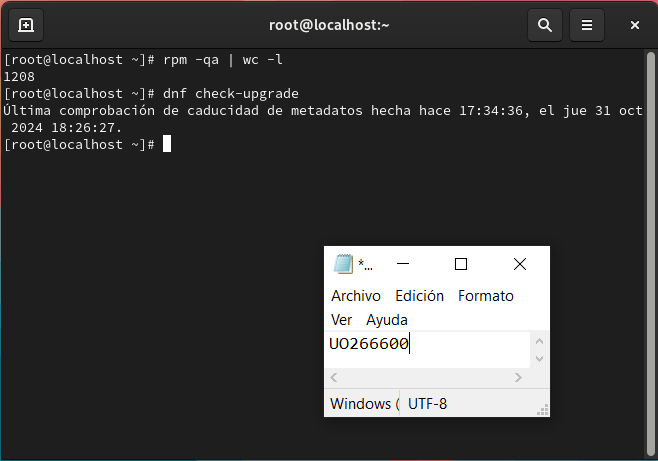 root@localhost:~
[root@localhost ~]# rpm -qa | wc -l
1208
[root@localhost ~]# dnf check-upgrade
Última comprobación de caducidad de metadatos hecha hace 17:34:36, el jue 31 oct
 2024 18:26:27.
[root@localhost ~]#
*...
Archivo Edición Formato
Ver Ayuda
UO266600
Windows ( UTF-8